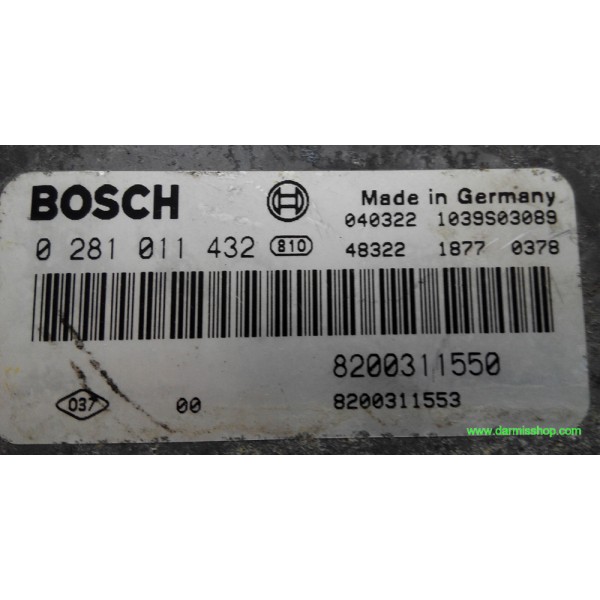 BOSCH
Made in Germany
040322 1039S03089
0 281 011 432 810
48322 1877 0378
8200311550
037 00
8200311553
www.darmisshop.com